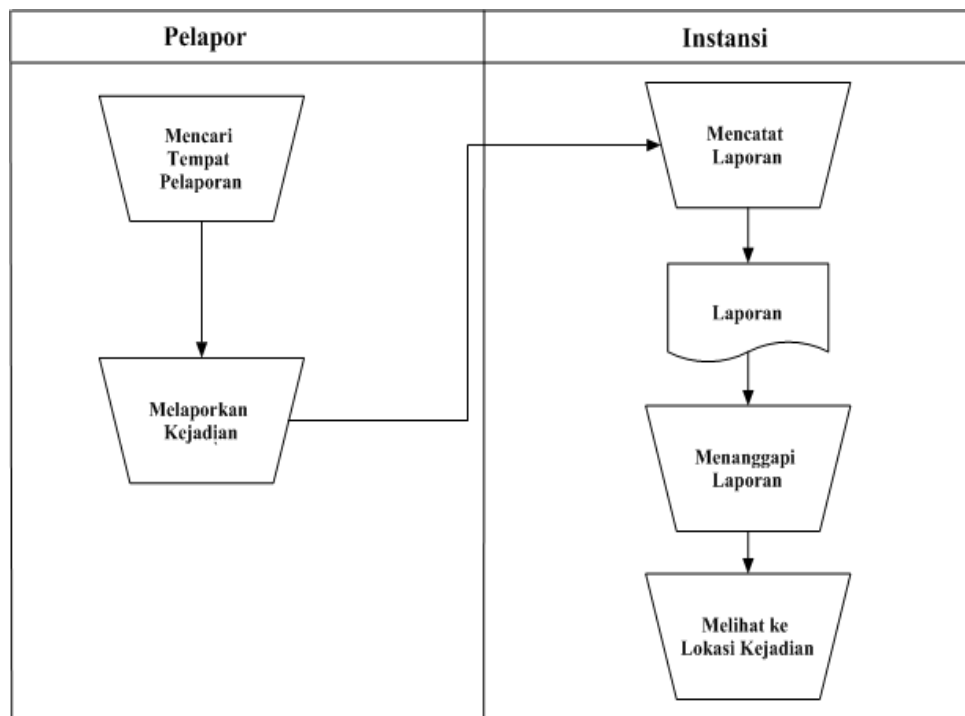 Pelapor
Instansi
Mencari
Tempat
Pelaporan
Melaporkan
Kejadian
Mencatat
Laporan
Laporan
Menanggapi
Laporan
Melihat ke
Lokasi Kejadian